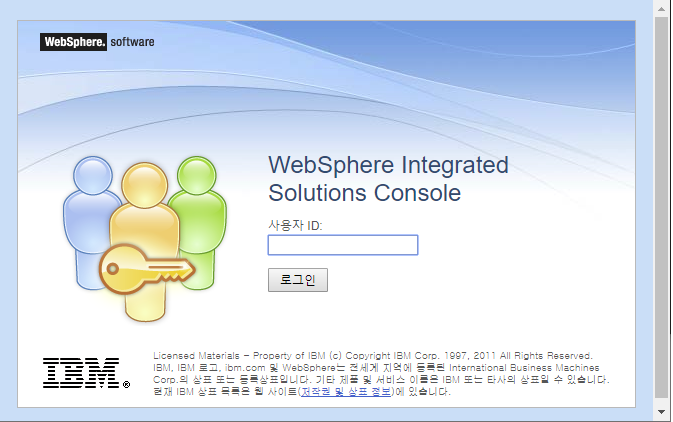 WebSphere. software
WebSphere Integrated
Solutions Console
사용자 ID:
로그인
IBM®
Licensed Materials - Property of IBM (c) Copyright IBM Corp. 1997, 2011 All Rights Reserved.
IBM, IBM 로고, ibm.com 및 WebSphere는 전세계 지역에 등록된 International Business Machines
Corp.의 상표 또는 등록상표입니다. 기타 제품 및 서비스 이름은 IBM 또는 타사의 상표일 수 있습니다.
현재 IBM 상표 목록은 웹 사이트(저작권 및 상표 정보)에 있습니다.